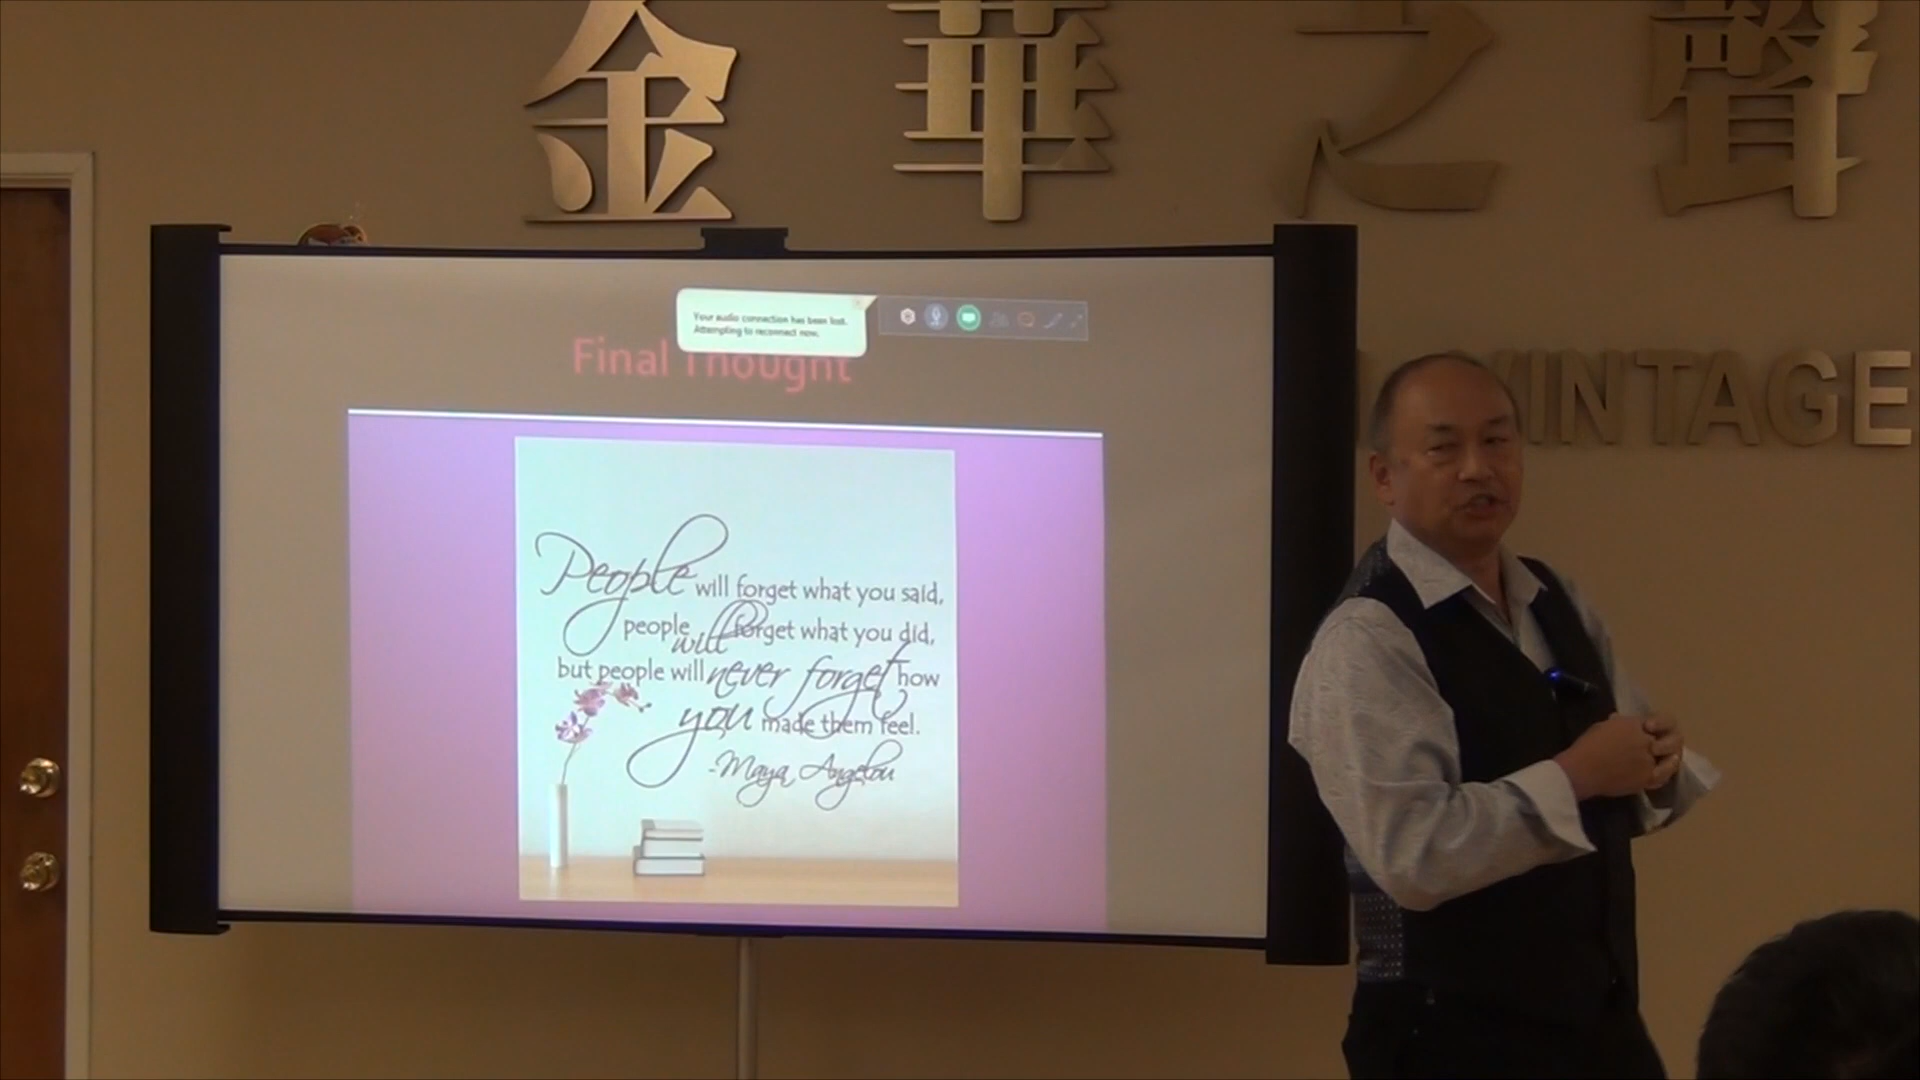 金華之聲
VINTAGE
Your audio connection has been lost.
Attempting to reconnect now.
Final Thought
People will forget what you said,
people will forget what you did,
but people will never forget how
you made them feel.
-Maya Angelou